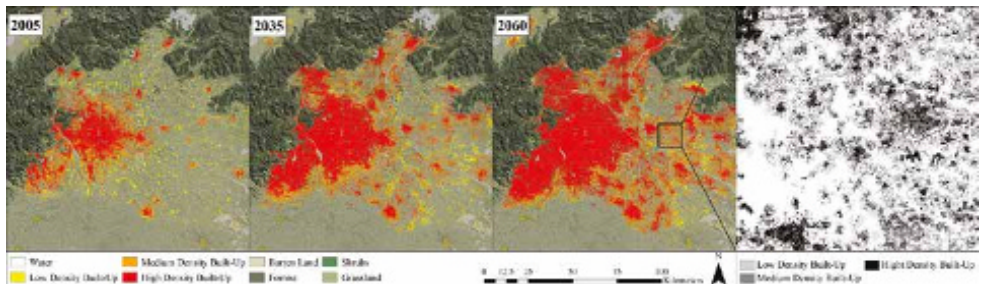 2005
2035
2060
Water
Medium Density Built-Up
Barren Land
Shrubs
Low Density Built-Up
High Density Built-Up
Forests
Grassland
0 12.5 25 50 75 100
Kilometers
N
Low Density Built-Up
Hight Density Built-Up
Medium Density Built-Up